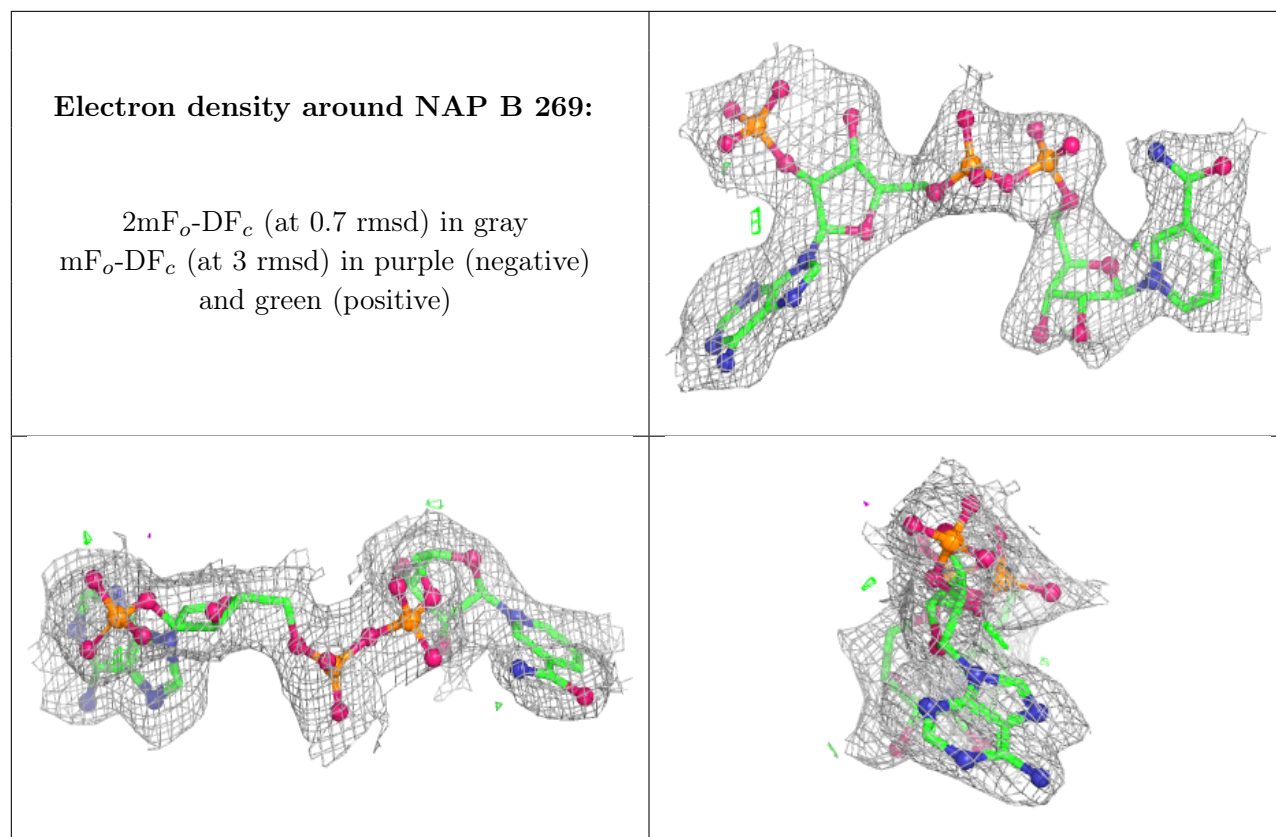 Electron density around NAP B 269:
2mFo-DFc (at 0.7 rmsd) in gray
mFo-DFc (at 3 rmsd) in purple (negative)
and green (positive)